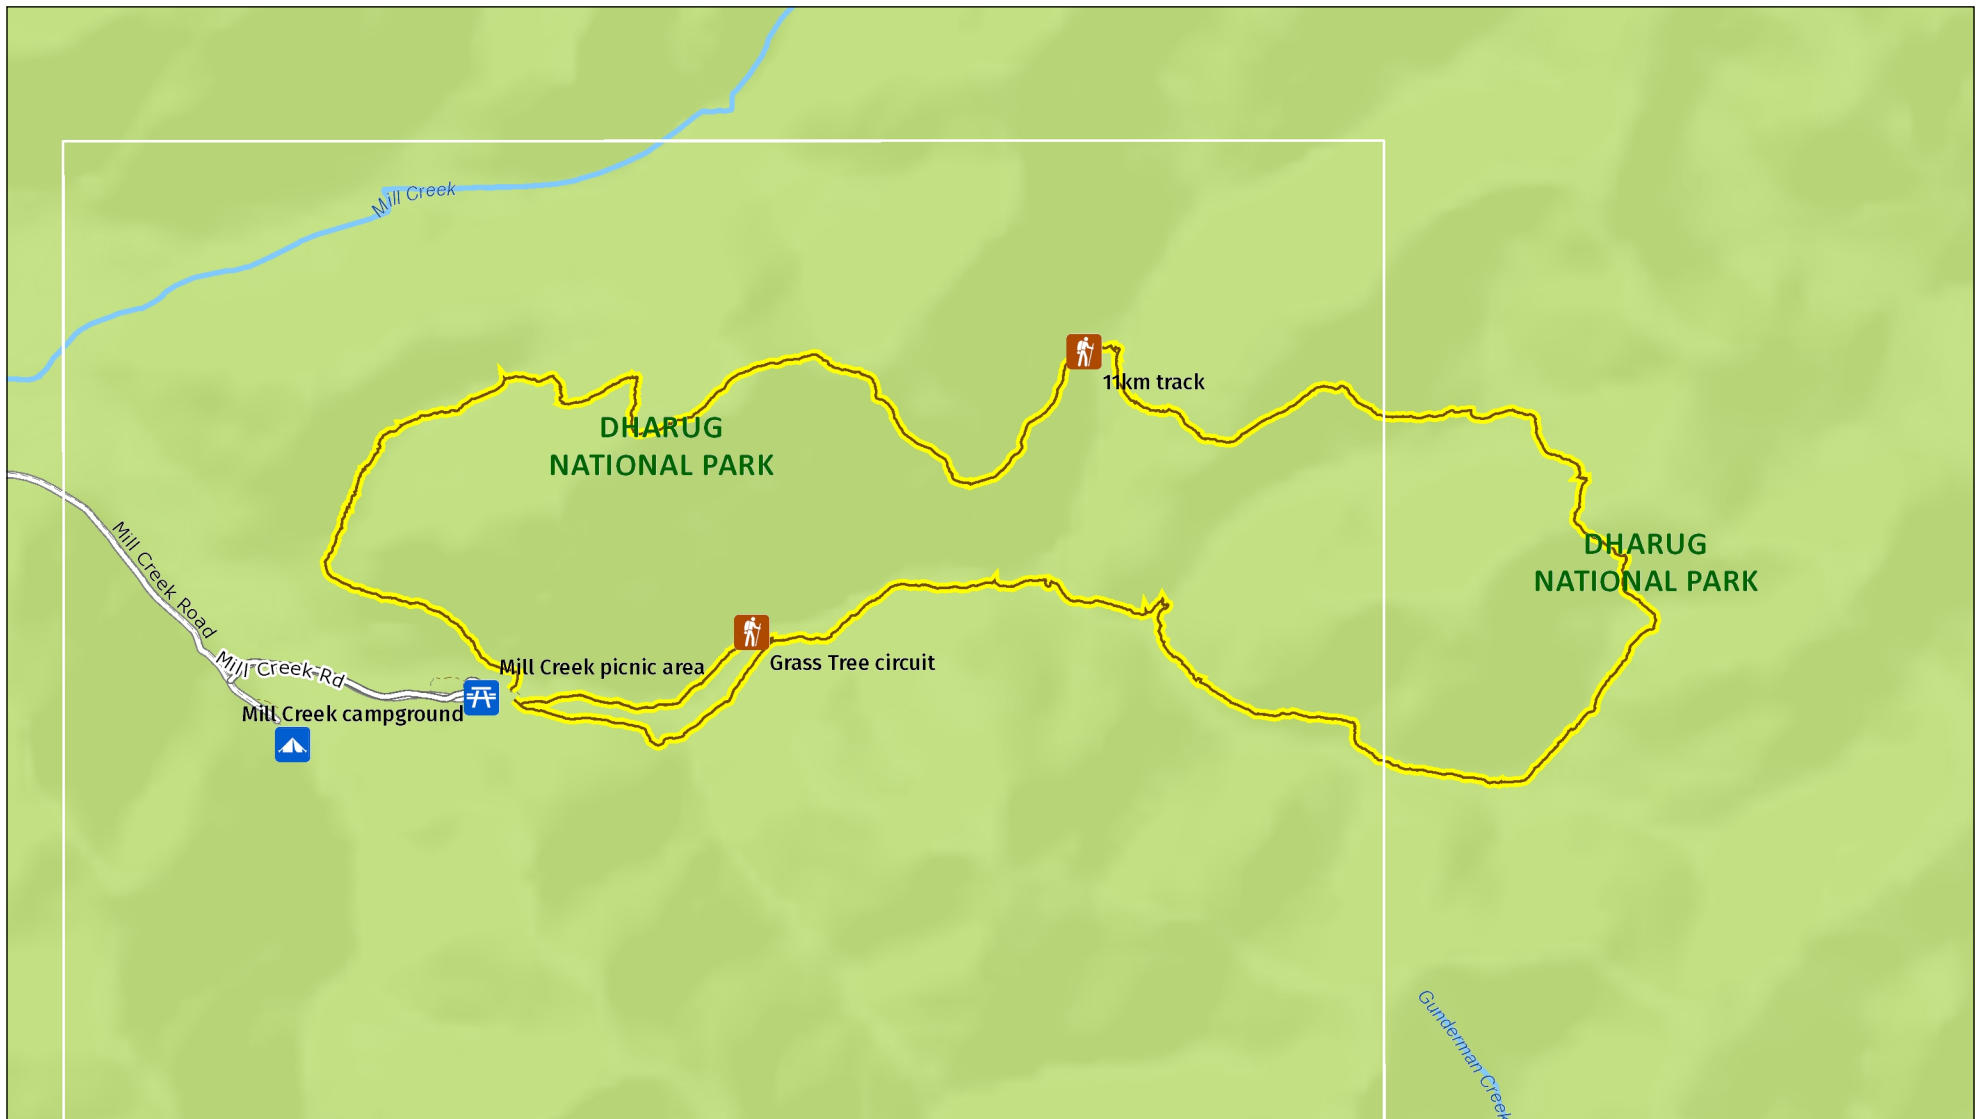 Mill Creek
11km track
DHARUG
NATIONAL PARK
DHARUG
NATIONAL PARK
Mill Creek Road
Mill Creek Rd
Mill Creek picnic area
Grass Tree circuit
Mill Creek campground
Gunderman Creek